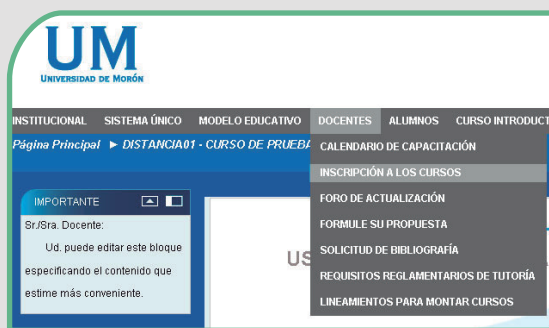 UM
UNIVERSIDAD DE MORÓN
INSTITUCIONAL SISTEMA ÚNICO MODELO EDUCATIVO DOCENTES ALUMNOS CURSO INTRODUCT
Página Principal ► DISTANCIA01 - CURSO DE PRUEBA
CALENDARIO DE CAPACITACIÓN
INSCRIPCIÓN A LOS CURSOS
FORO DE ACTUALIZACIÓN
FORMULE SU PROPUESTA
SOLICITUD DE BIBLIOGRAFÍA
REQUISITOS REGLAMENTARIOS DE TUTORÍA
LINEAMIENTOS PARA MONTAR CURSOS
IMPORTANTE
Sr/Sra. Docente:
Ud. puede editar este bloque
especificando el contenido que
estime más conveniente.
US